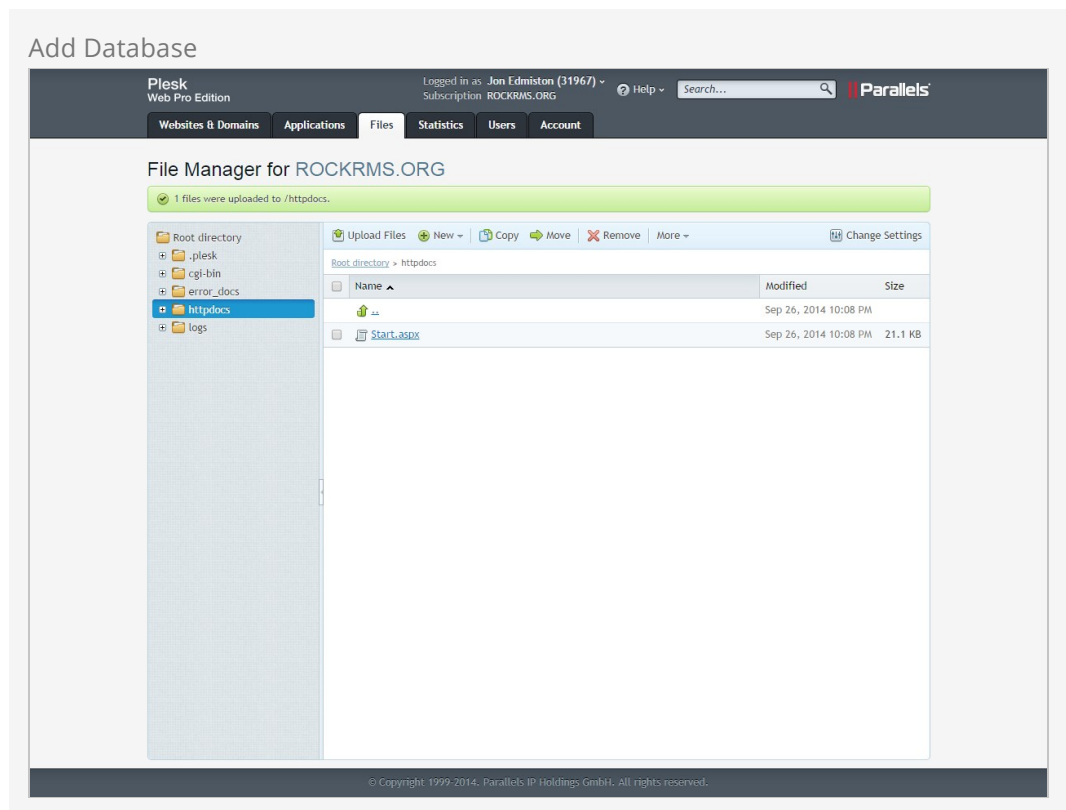 Add Database
Plesk
Web Pro Edition
Logged in as Jon Edmiston (31967)
Subscription ROCKRMS.ORG
Help
Search...
Parallels
Websites & Domains Applications Files Statistics Users Account
File Manager for ROCKRMS.ORG
1 files were uploaded to /httpdocs.
Root directory
.plesk
cgi-bin
error_docs
httpdocs
logs
Upload Files New Copy Move Remove More Change Settings
Root directory > httpdocs
Name Modified Size
.. Sep 26, 2014 10:08 PM
Start.aspx Sep 26, 2014 10:08 PM 21.1 KB
© Copyright 1999-2014. Parallels IP Holdings GmbH. All rights reserved.